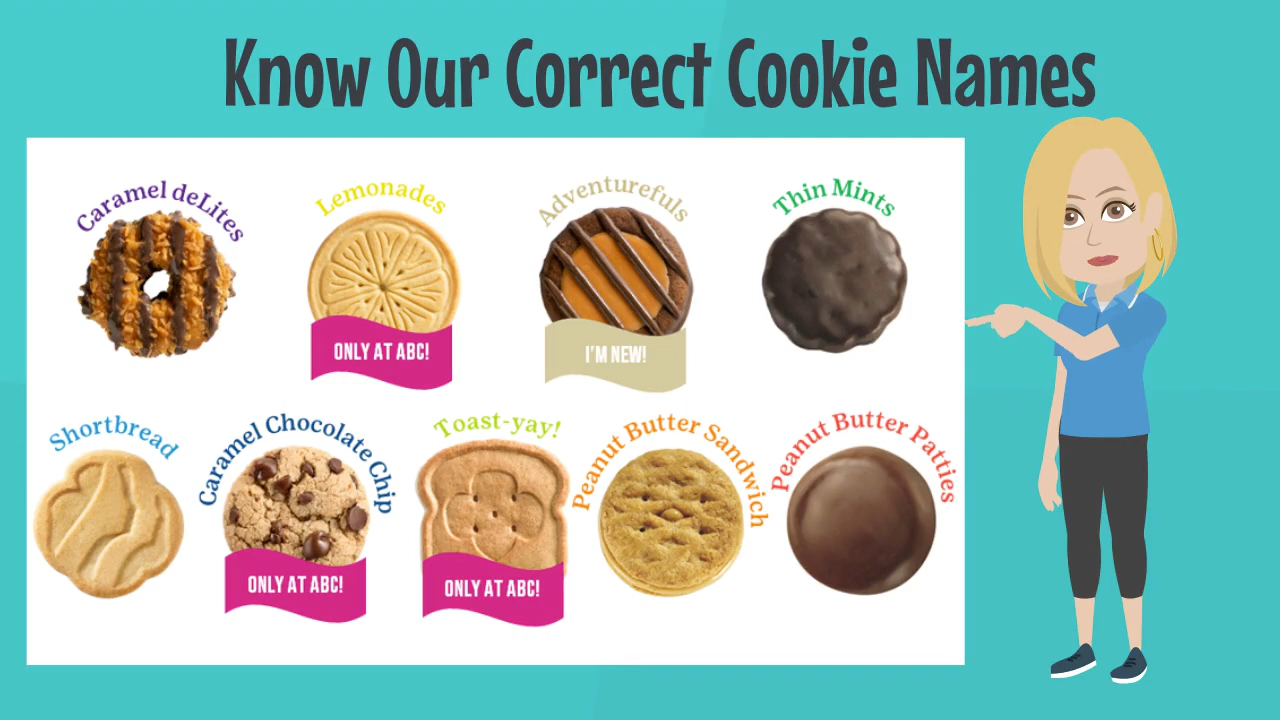 Know Our Correct Cookie Names
Caramel deLites
Lemonades
Adventurefuls
Thin Mints
ONLY AT ABC!
I'M NEW!
Shortbread
Caramel Chocolate Chip
Toast-yay!
Peanut Butter Sandwich
Peanut Butter Patties
ONLY AT ABC!
ONLY AT ABC!